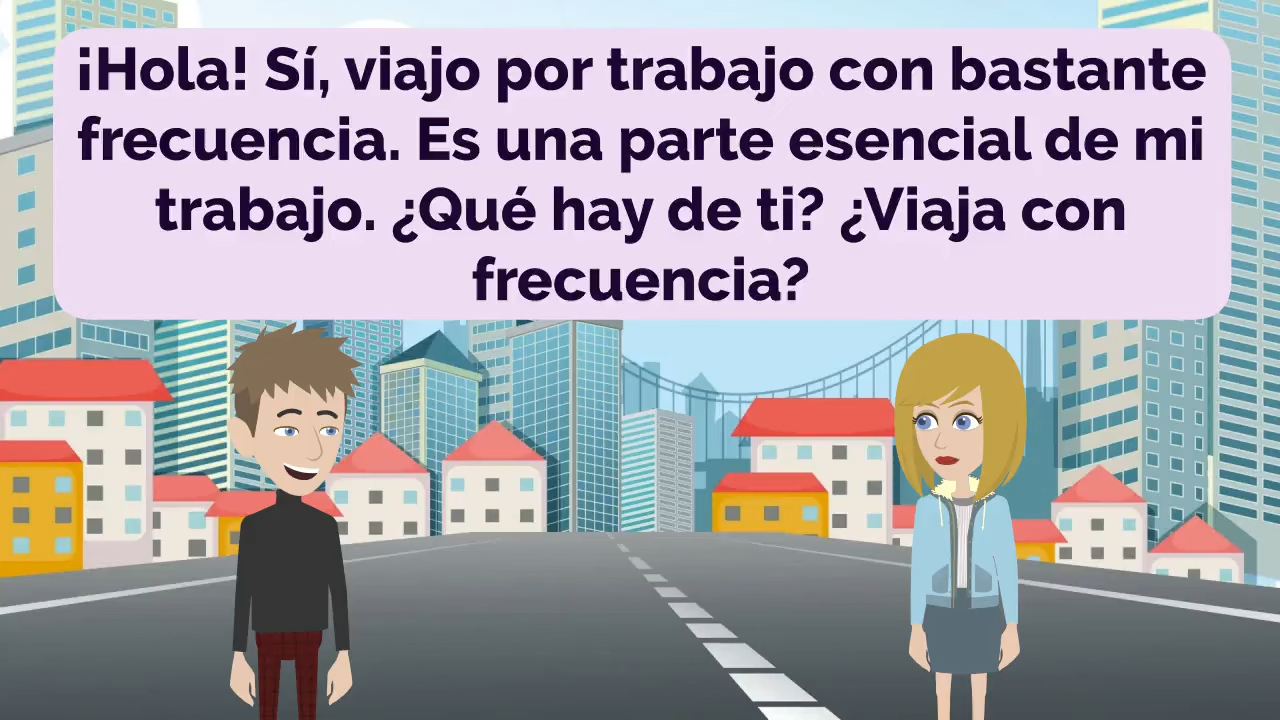 ¡Hola! Sí, viajo por trabajo con bastante
frecuencia. Es una parte esencial de mi
trabajo. ¿Qué hay de ti? ¿Viaja con
frecuencia?